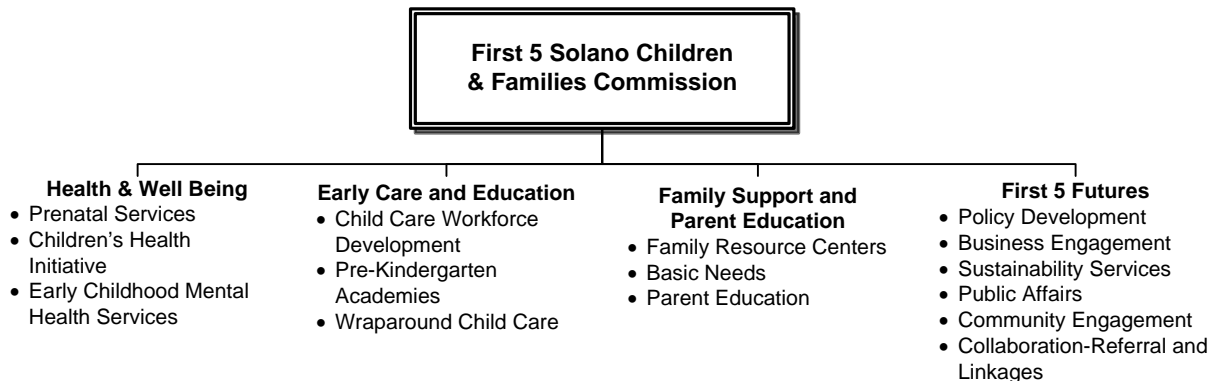 First 5 Solano Children
& Families Commission
Health & Well Being
• Prenatal Services
• Children's Health
Initiative
• Early Childhood Mental
Health Services
Early Care and Education
• Child Care Workforce
Development
• Pre-Kindergarten
Academies
• Wraparound Child Care
Family Support and
Parent Education
• Family Resource Centers
• Basic Needs
• Parent Education
First 5 Futures
• Policy Development
• Business Engagement
• Sustainability Services
• Public Affairs
• Community Engagement
• Collaboration-Referral and
Linkages